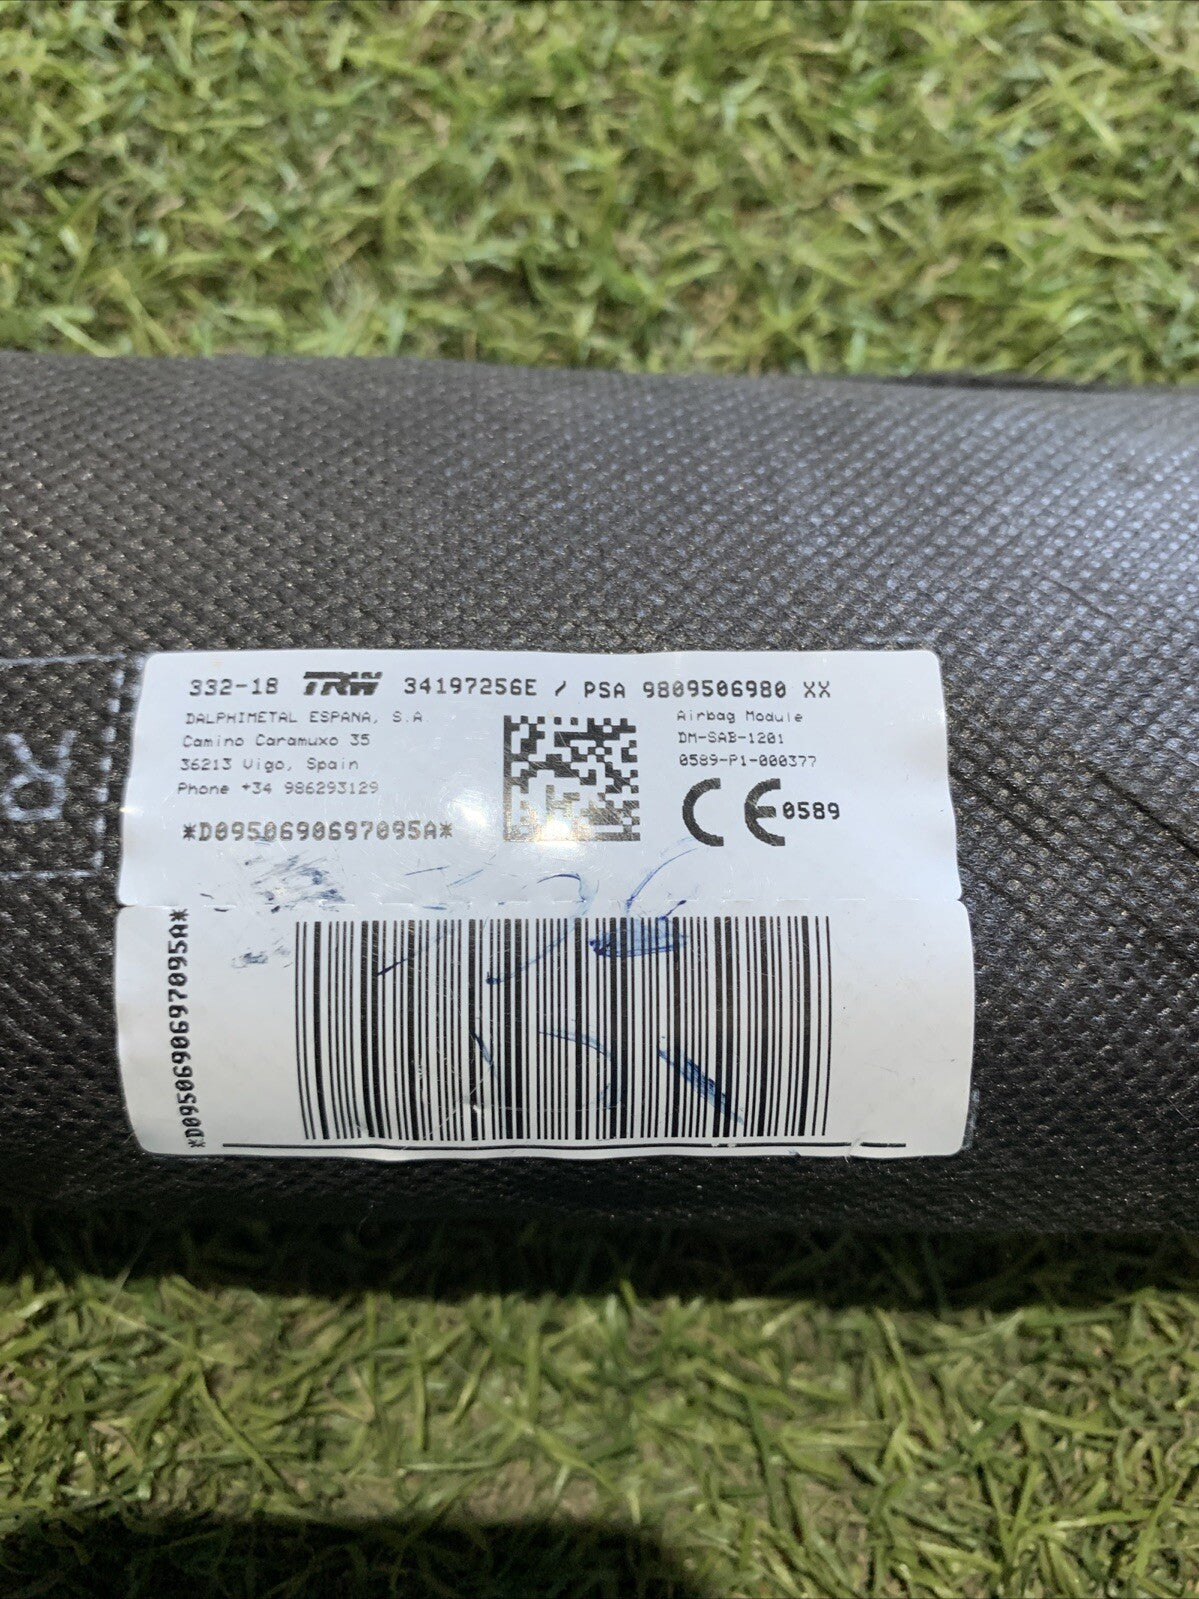 332-18 TRW 34197256E / PSA 9809506980 XX
DALPHIMETAL ESPANA, S.A.
Camino Caramuxo 35
36213 Vigo, Spain
Phone +34 986293129
*D0950690697095A*
Airbag Module
DM-SAB-1201
0589-P1-000377
CE 0589
*D0950690697095A*
R